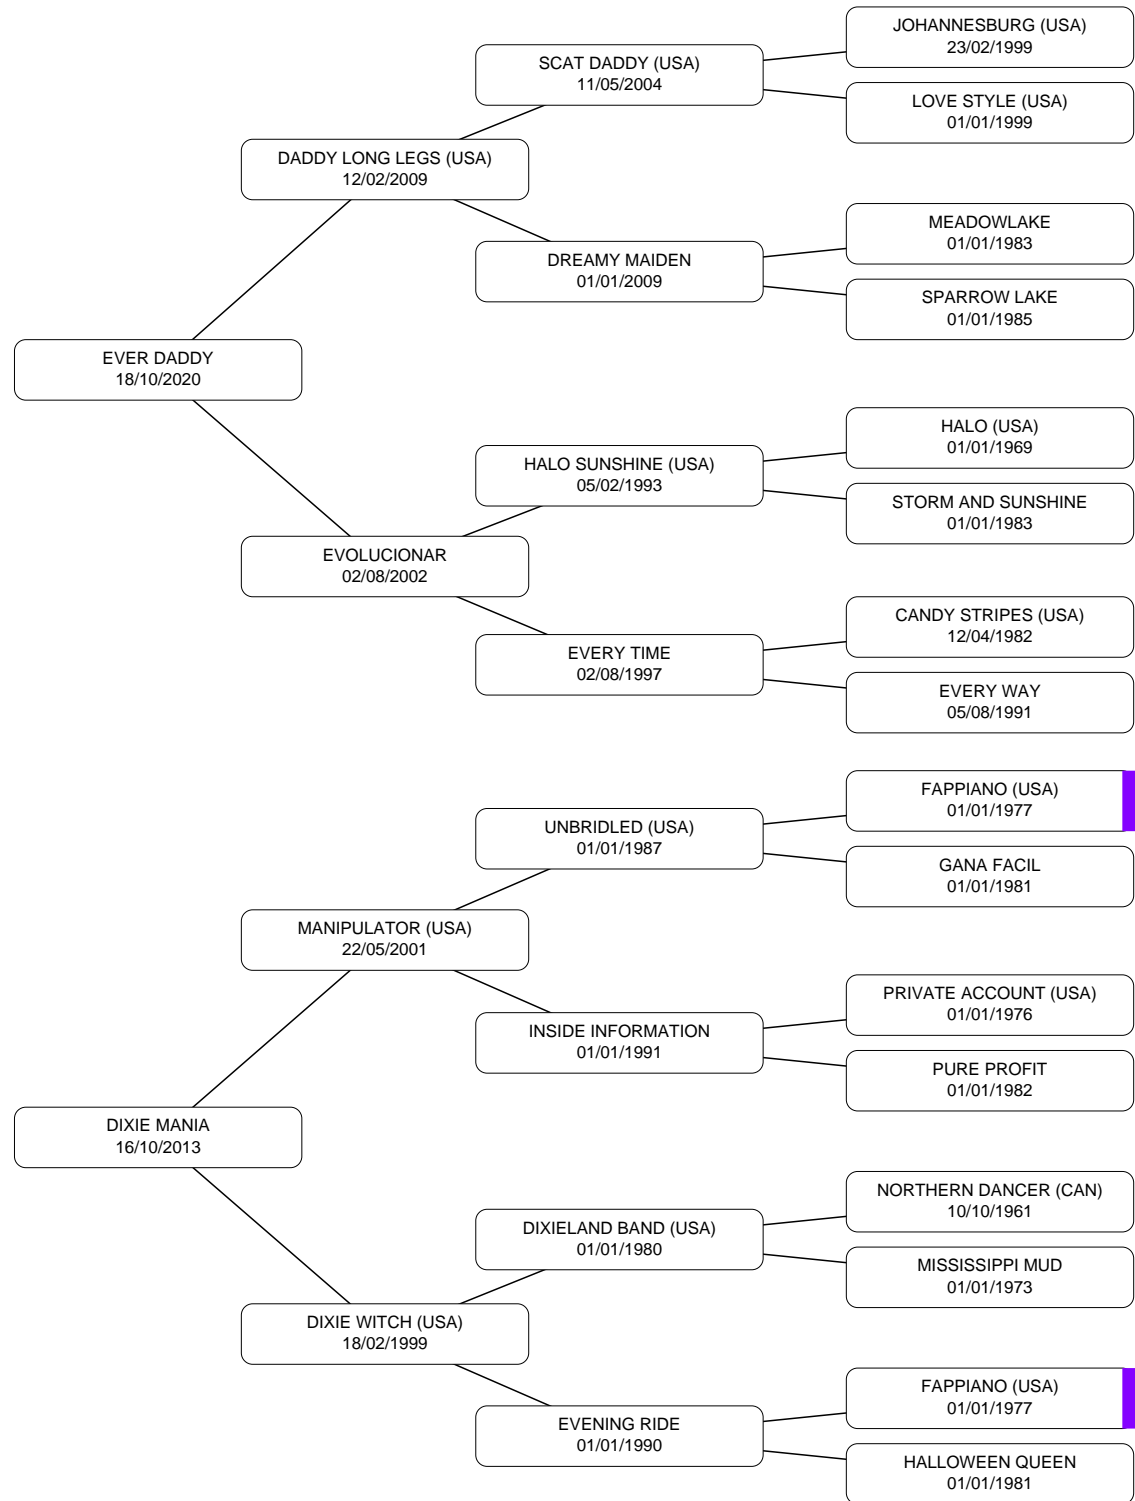 JOHANNESBURG (USA)
23/02/1999
SCAT DADDY (USA)
11/05/2004
LOVE STYLE (USA)
01/01/1999
DADDY LONG LEGS (USA)
12/02/2009
MEADOWLAKE
01/01/1983
DREAMY MAIDEN
01/01/2009
SPARROW LAKE
01/01/1985
EVER DADDY
18/10/2020
HALO (USA)
01/01/1969
HALO SUNSHINE (USA)
05/02/1993
STORM AND SUNSHINE
01/01/1983
EVOLUCIONAR
02/08/2002
CANDY STRIPES (USA)
12/04/1982
EVERY TIME
02/08/1997
EVERY WAY
05/08/1991
FAPPIANO (USA)
01/01/1977
UNBRIDLED (USA)
01/01/1987
GANA FACIL
01/01/1981
MANIPULATOR (USA)
22/05/2001
PRIVATE ACCOUNT (USA)
01/01/1976
INSIDE INFORMATION
01/01/1991
PURE PROFIT
01/01/1982
DIXIE MANIA
16/10/2013
NORTHERN DANCER (CAN)
10/10/1961
DIXIELAND BAND (USA)
01/01/1980
MISSISSIPPI MUD
01/01/1973
DIXIE WITCH (USA)
18/02/1999
FAPPIANO (USA)
01/01/1977
EVENING RIDE
01/01/1990
HALLOWEEN QUEEN
01/01/1981